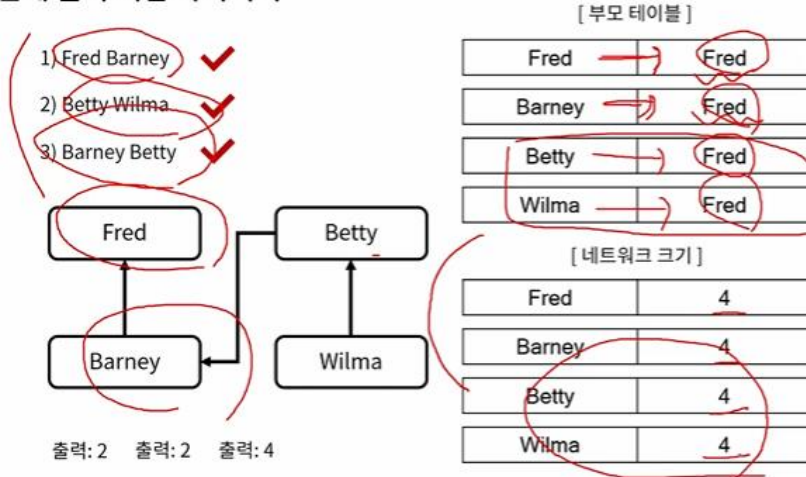 1) Fred Barney
2) Betty Wilma
3) Barney Betty
Fred
Betty
Barney
Wilma
출력: 2 출력: 2 출력: 4
[ 부모 테이블 ]
Fred Fred
Barney Fred
Betty Fred
Wilma Fred
[ 네트워크 크기 ]
Fred 4
Barney 4
Betty 4
Wilma 4